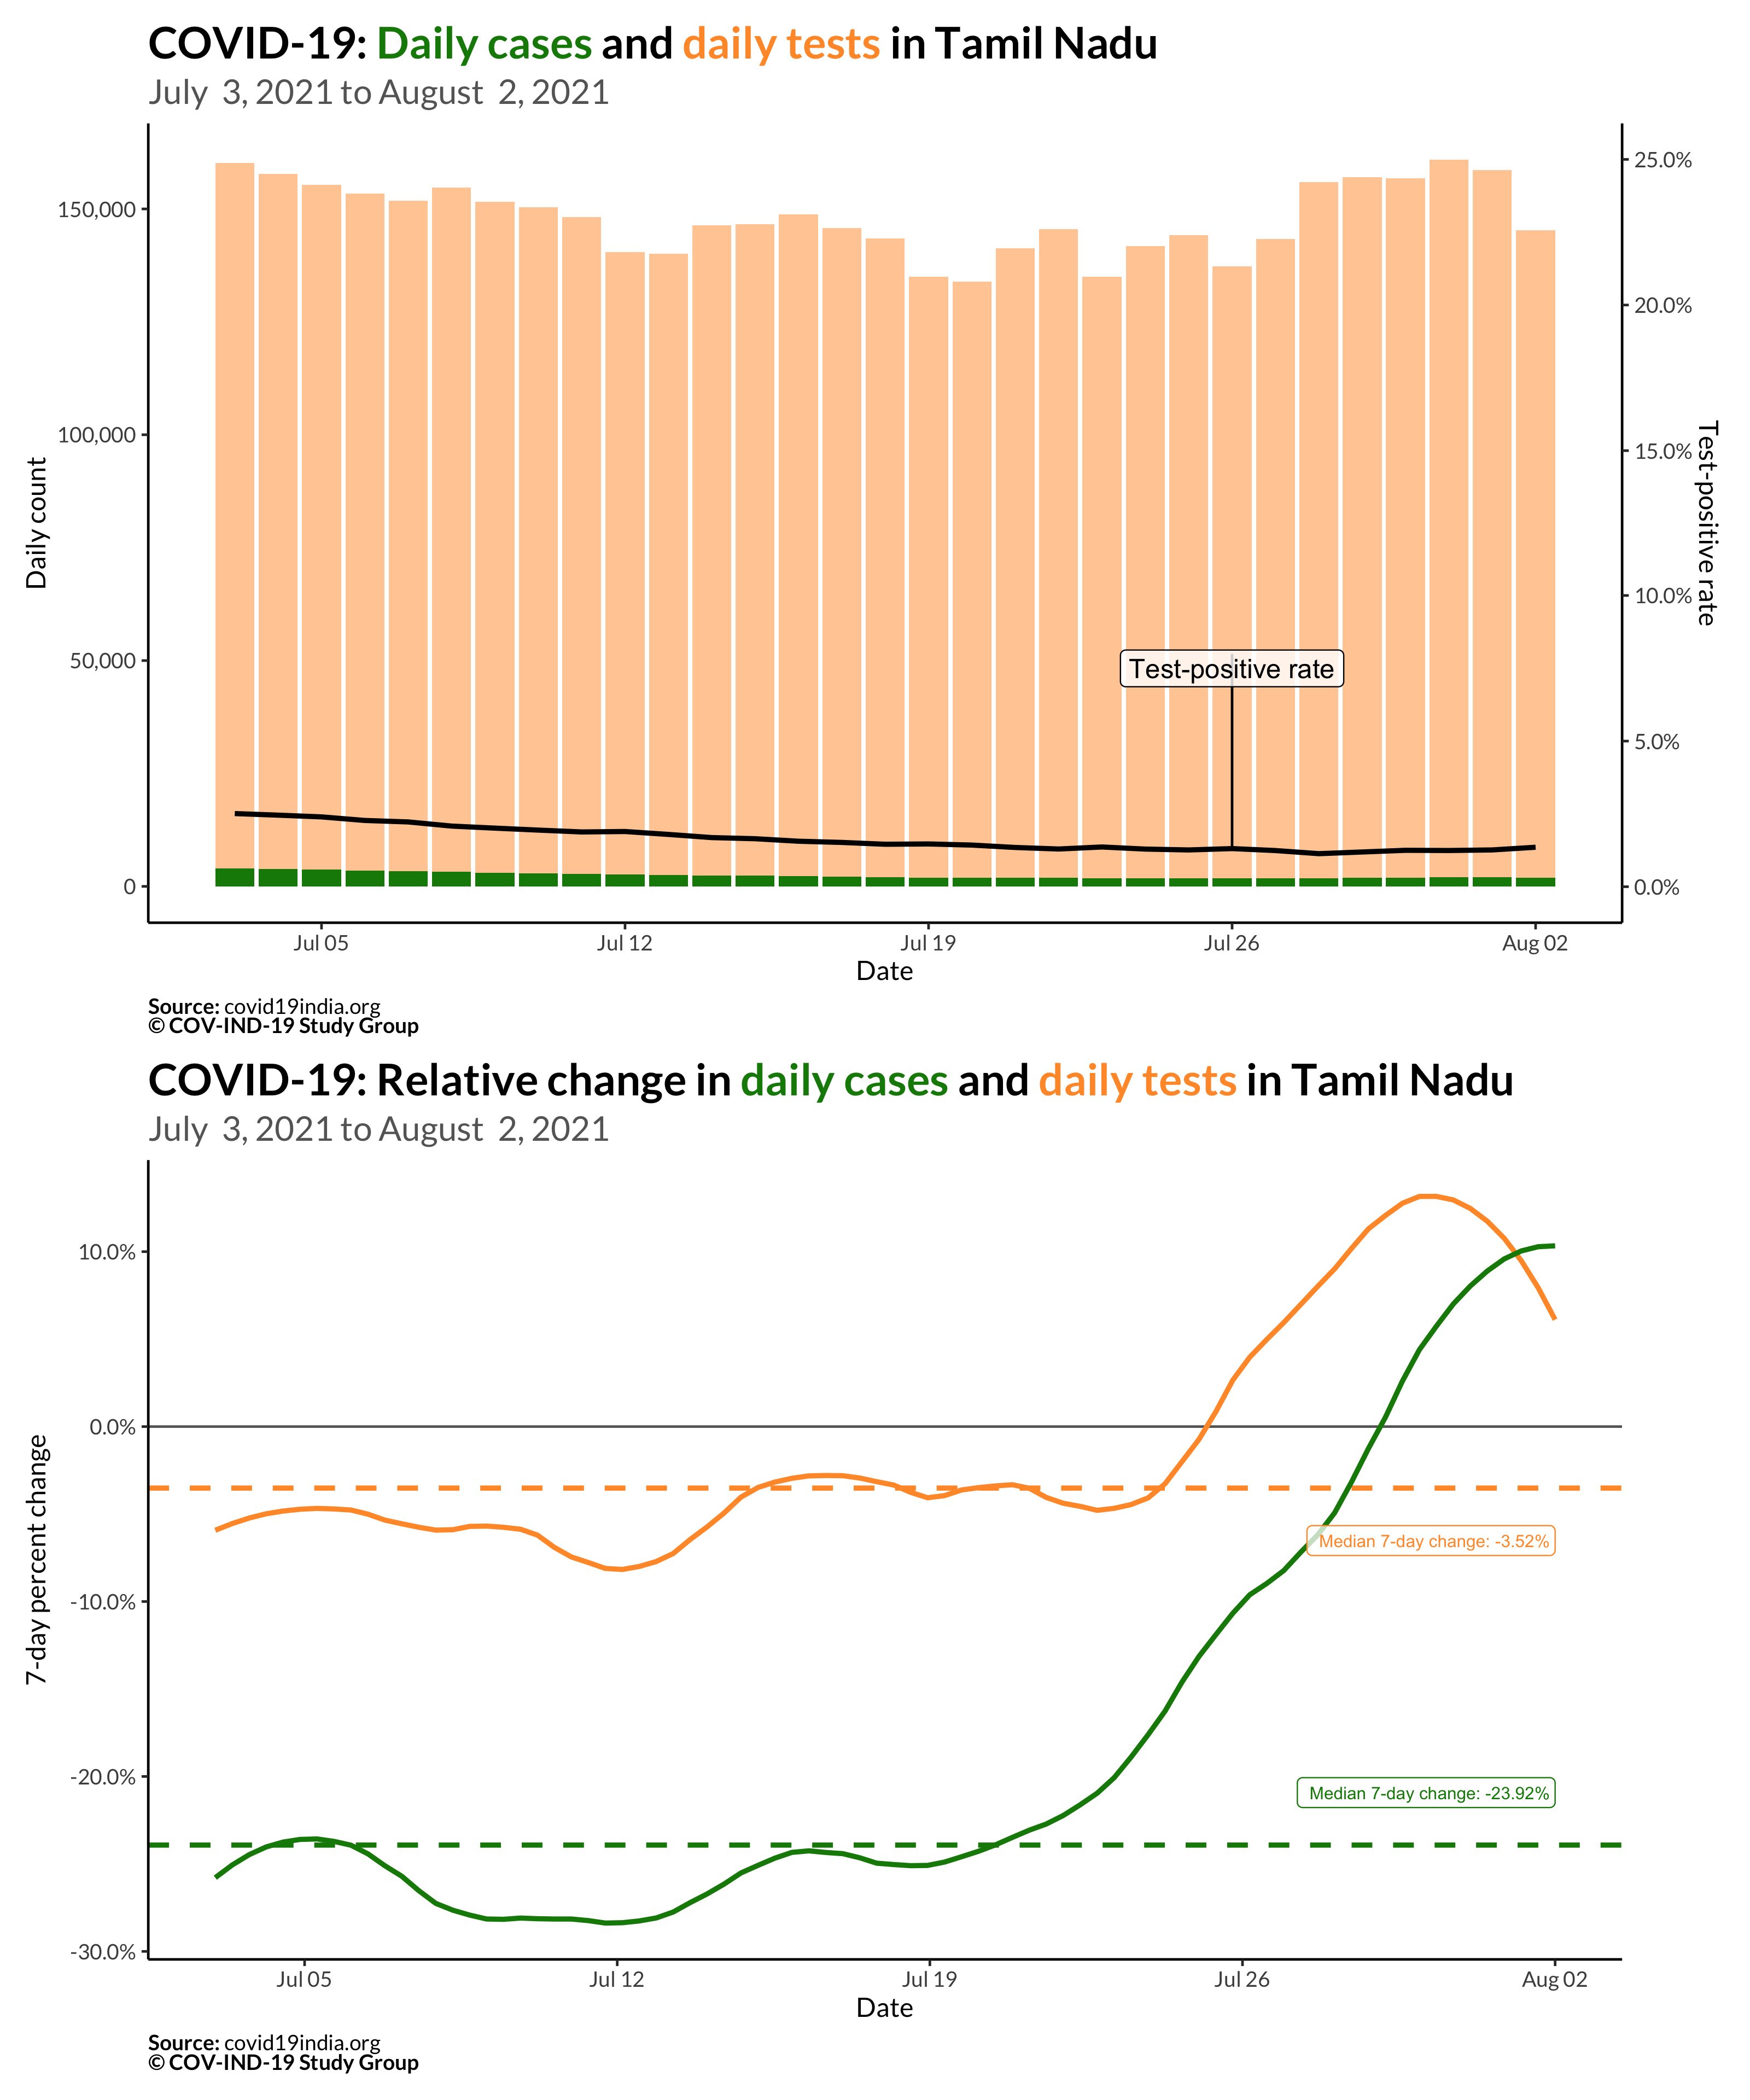 COVID-19: Daily cases and daily tests in Tamil Nadu
July 3, 2021 to August 2, 2021
Daily count
150,000
100,000
50,000
0
25.0%
20.0%
15.0%
10.0%
5.0%
0.0%
Test-positive rate
Test-positive rate
Jul 05
Jul 12
Jul 19
Jul 26
Aug 02
Date
Source: covid19india.org
© COV-IND-19 Study Group
COVID-19: Relative change in daily cases and daily tests in Tamil Nadu
July 3, 2021 to August 2, 2021
7-day percent change
10.0%
0.0%
-10.0%
-20.0%
-30.0%
Median 7-day change: -3.52%
Median 7-day change: -23.92%
Jul 05
Jul 12
Jul 19
Jul 26
Aug 02
Date
Source: covid19india.org
© COV-IND-19 Study Group